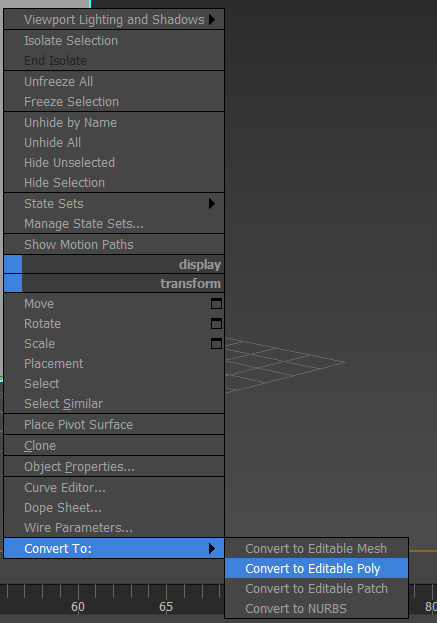 Viewport Lighting and Shadows
Isolate Selection
End Isolate
Unfreeze All
Freeze Selection
Unhide by Name
Unhide All
Hide Unselected
Hide Selection
State Sets
Manage State Sets...
Show Motion Paths
display
transform
Move
Rotate
Scale
Placement
Select
Select Similar
Place Pivot Surface
Clone
Object Properties...
Curve Editor...
Dope Sheet...
Wire Parameters...
Convert To:
Convert to Editable Mesh
Convert to Editable Poly
Convert to Editable Patch
Convert to NURBS
60 65 80